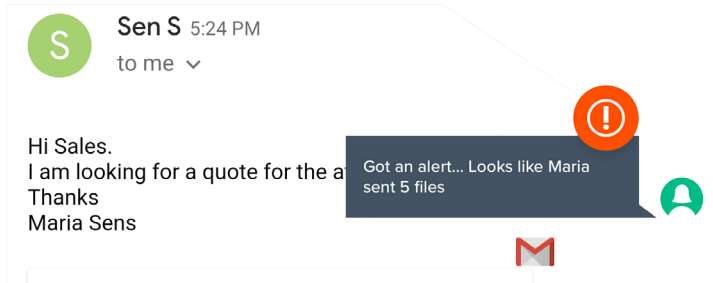 S
Sen S 5:24 PM
to me
Hi Sales.
I am looking for a quote for the
Thanks
Maria Sens
Got an alert... Looks like Maria
sent 5 files